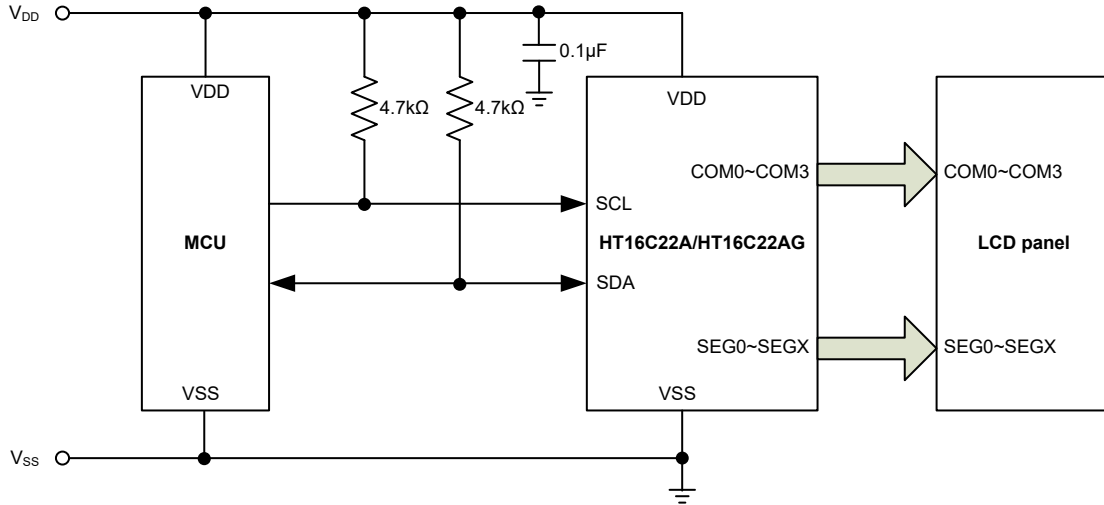 VDD
0.1µF
VDD
4.7kΩ
4.7kΩ
VDD
COM0~COM3
COM0~COM3
SCL
MCU
HT16C22A/HT16C22AG
LCD panel
SDA
SEG0~SEGX
SEG0~SEGX
VSS
VSS
VSS